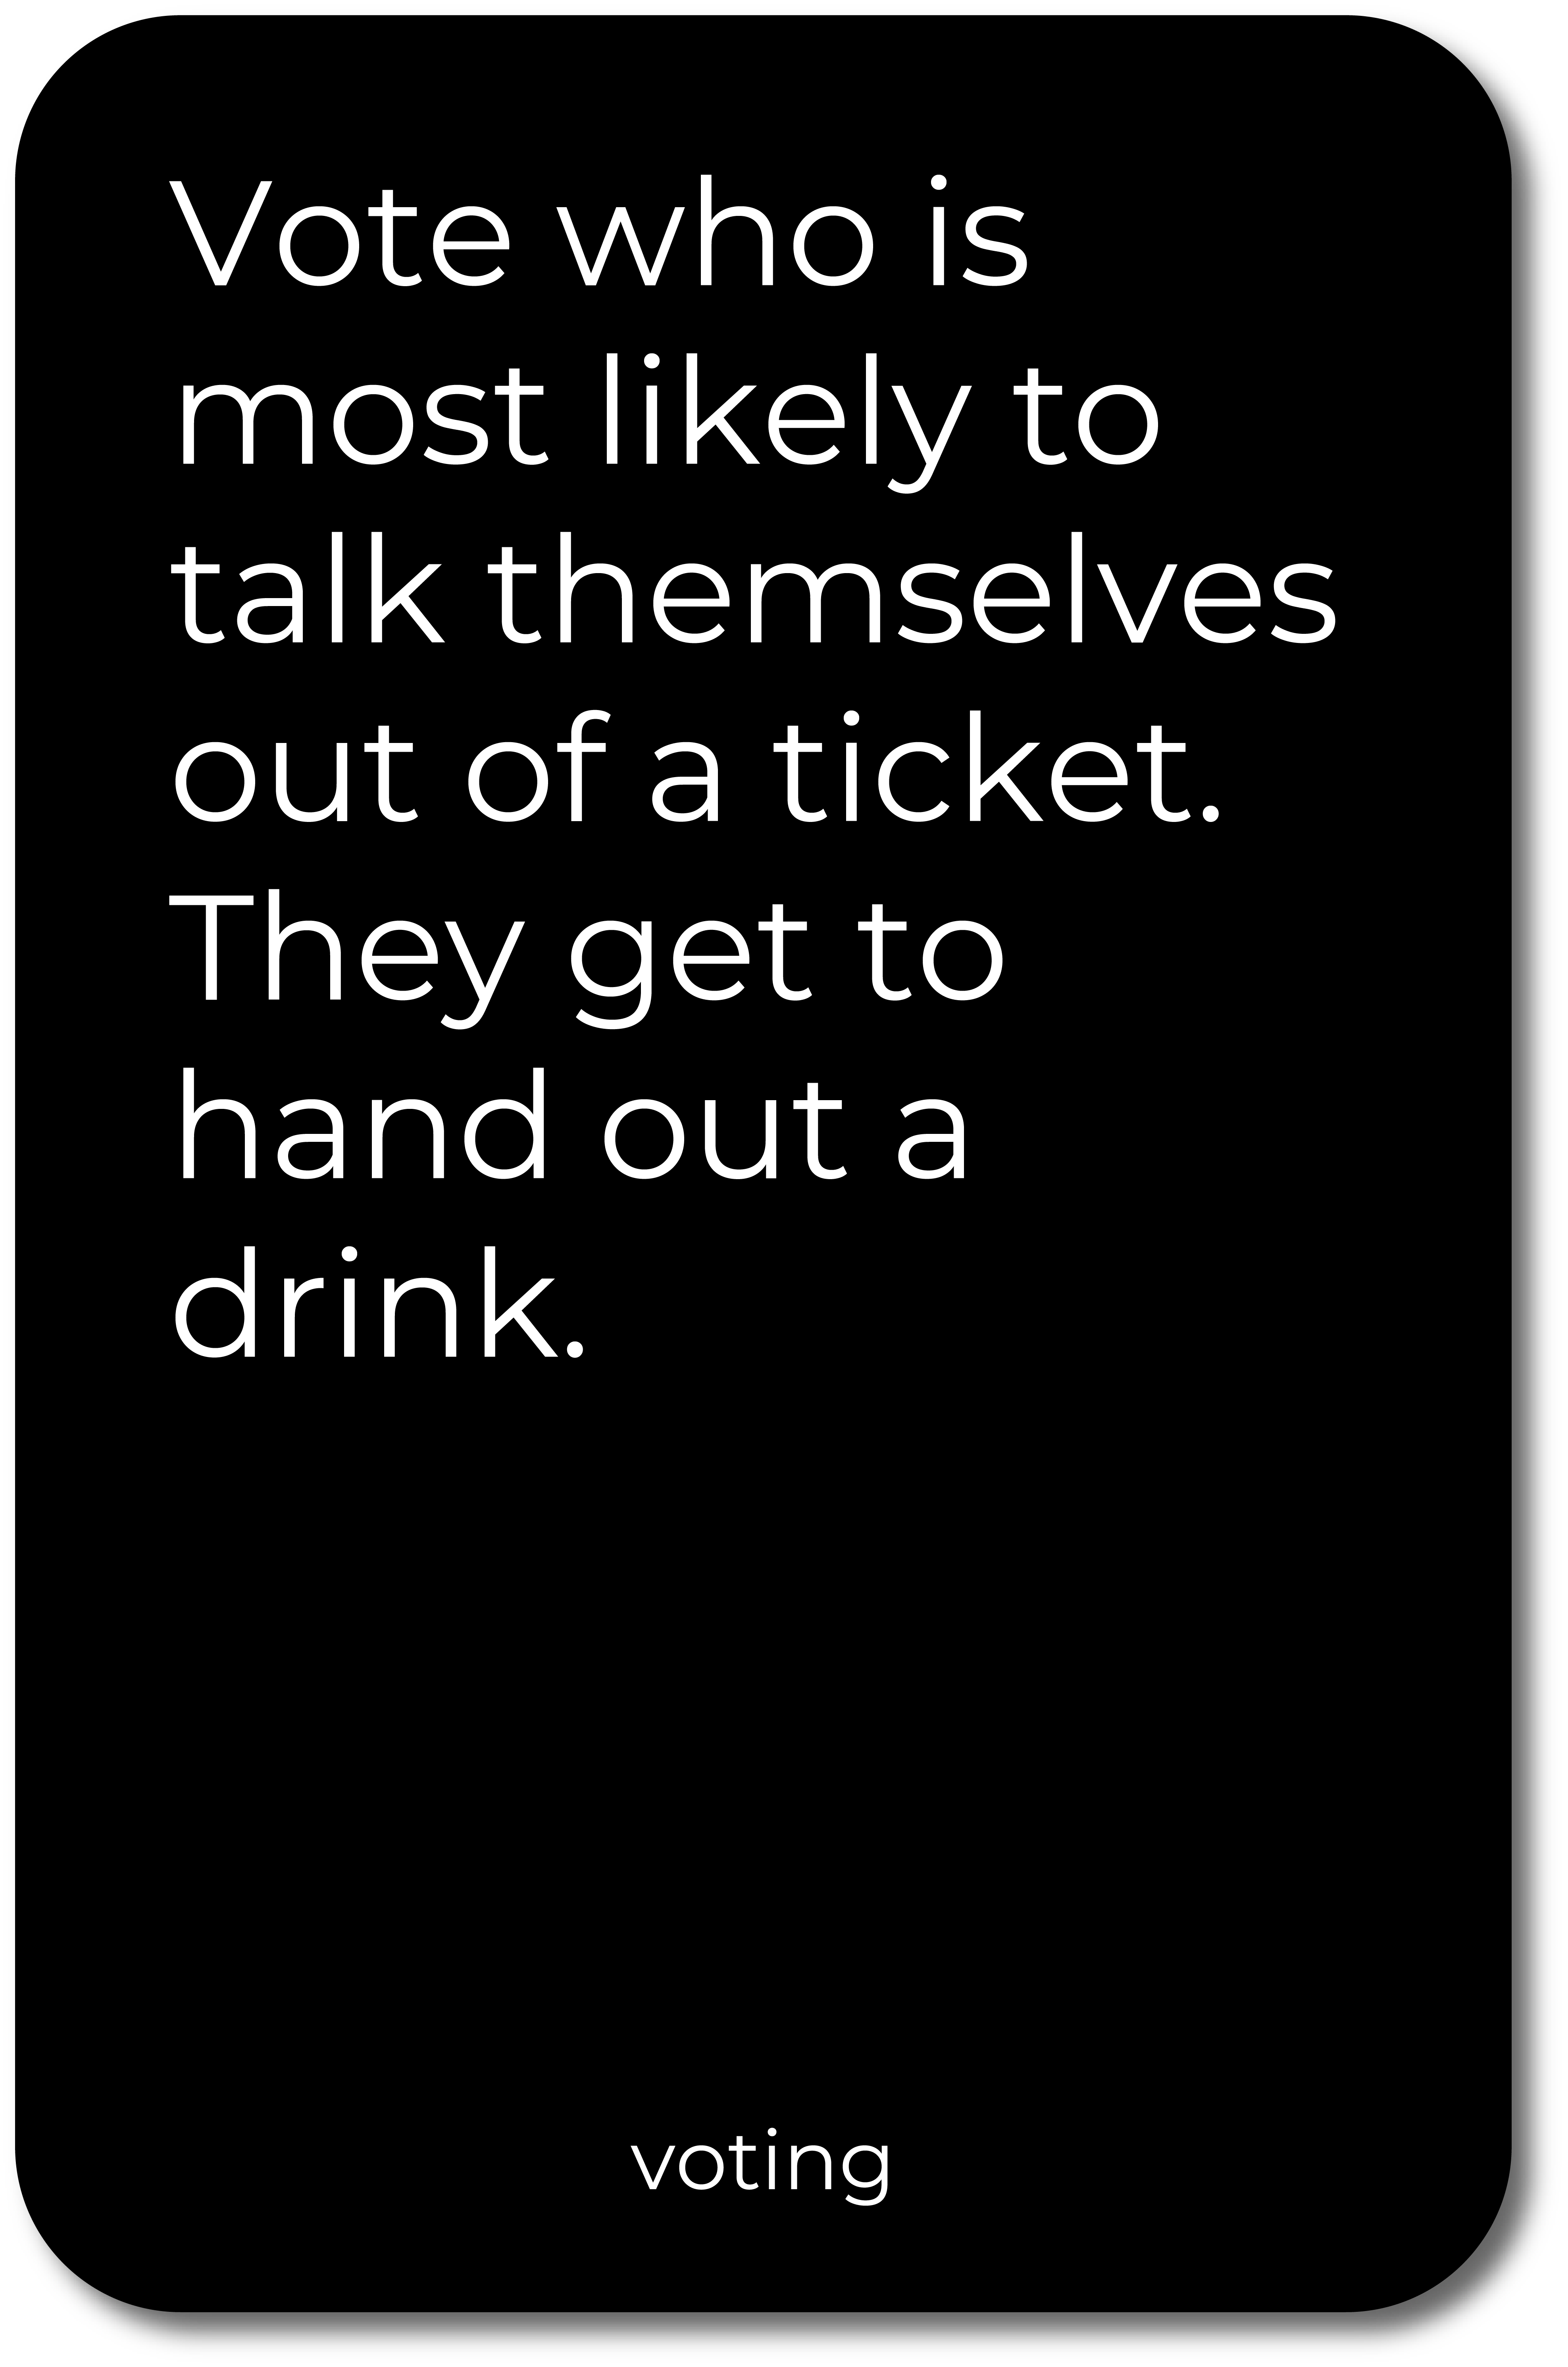 Vote who is
most likely to
talk themselves
out of a ticket.
They get to
hand out a
drink.
voting